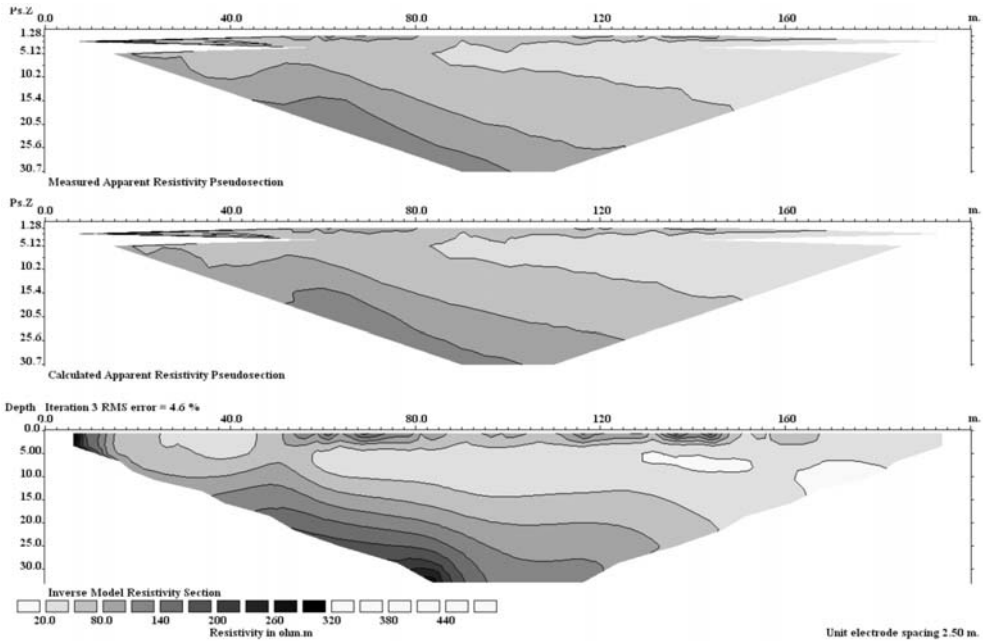 Ps.Z 0.0 40.0 80.0 120 160 m.
1.28
5.12
10.2
15.4
20.5
25.6
30.7
Measured Apparent Resistivity Pseudosection
Ps.Z 0.0 40.0 80.0 120 160 m.
1.28
5.12
10.2
15.4
20.5
25.6
30.7
Calculated Apparent Resistivity Pseudosection
Depth Iteration 3 RMS error = 4.6 %
0.0 40.0 80.0 120 160 m.
0.0
5.00
10.0
15.0
20.0
25.0
30.0
Inverse Model Resistivity Section
20.0 80.0 140 200 260 320 380 440
Resistivity in ohm.m
Unit electrode spacing 2.50 m.